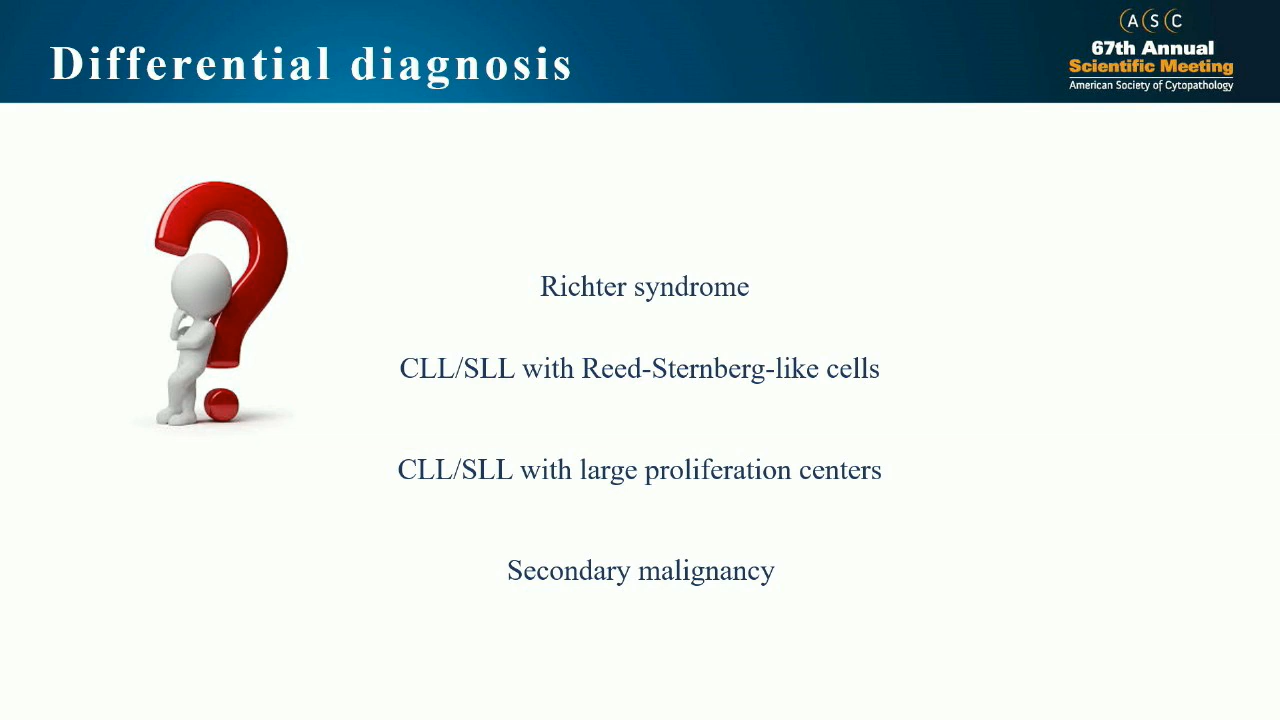 Differential diagnosis
ASC
67th Annual
Scientific Meeting
American Society of Cytopathology
Richter syndrome
CLL/SLL with Reed-Sternberg-like cells
CLL/SLL with large proliferation centers
Secondary malignancy